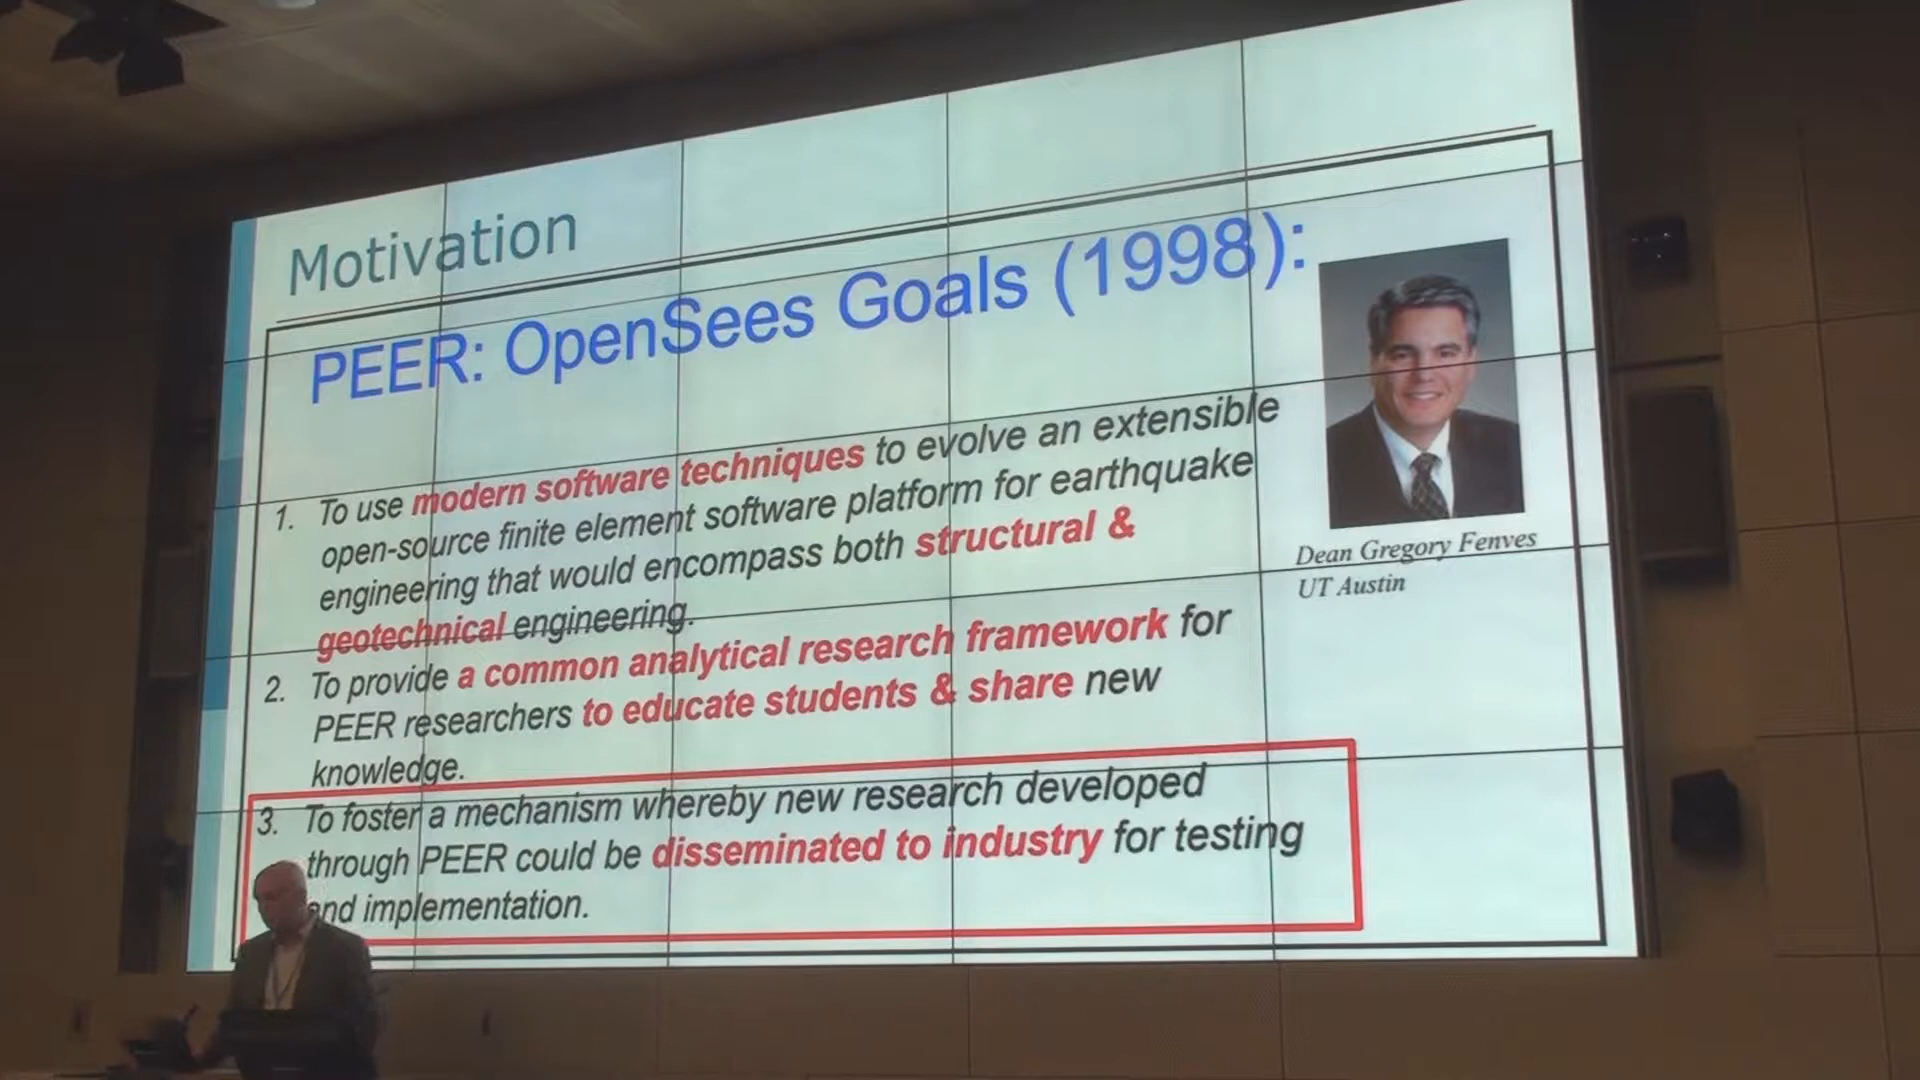 Motivation
PEER: OpenSees Goals (1998):
1. To use modern software techniques to evolve an extensible
open-source finite element software platform for earthquake
engineering that would encompass both structural &
geotechnical engineering.
2. To provide a common analytical research framework for
PEER researchers to educate students & share new
knowledge.
3. To foster a mechanism whereby new research developed
through PEER could be disseminated to industry for testing
and implementation.
Dean Gregory Fenves
UT Austin